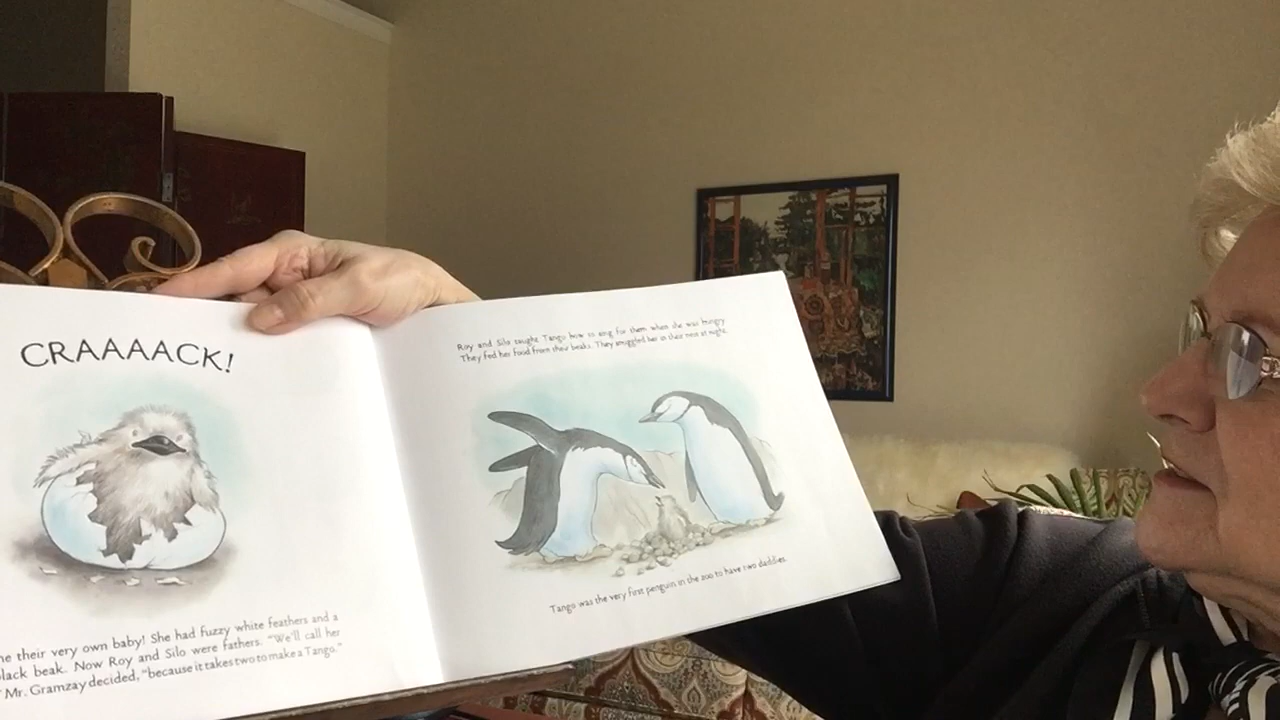 CRAAAACK!
their very own baby! She had fuzzy white feathers and a
black beak. Now Roy and Silo were fathers. "We'll call her
Mr. Gramzay decided, "because it takes two to make a Tango."
Roy and Silo taught Tango how to sing for them when she was hungry.
They fed her food from their beaks. They snuggled her in their nest at night.
Tango was the very first penguin in the zoo to have two daddies.